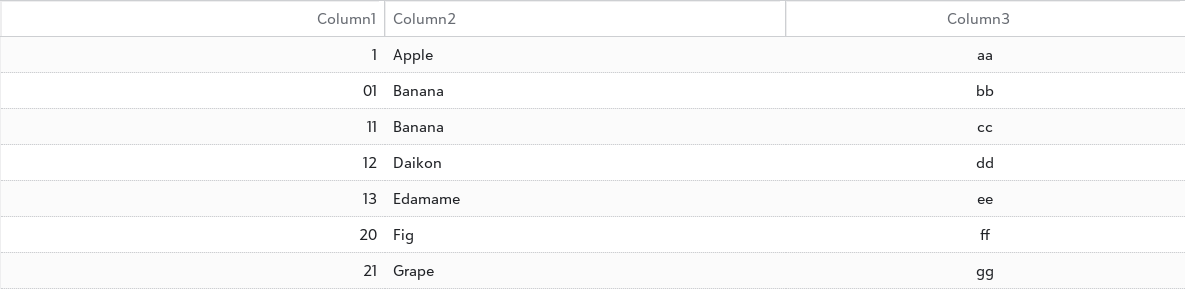 Column1 Column2 Column3
1 Apple aa
01 Banana bb
11 Banana cc
12 Daikon dd
13 Edamame ee
20 Fig ff
21 Grape gg